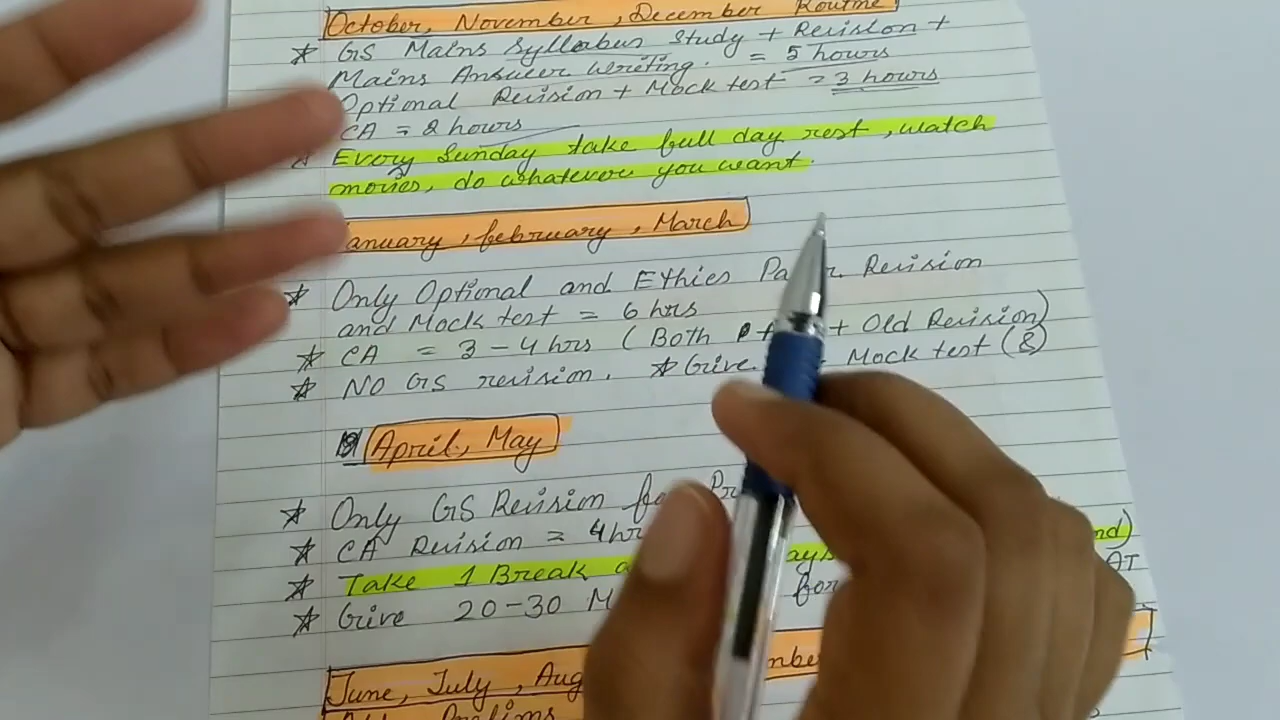 October, November, December Routine
* GS Mains Syllabus Study + Revision +
Mains Answer Writing. = 5 hours
Optional Revision + Mock test = 3 hours
CA = 2 hours
Every Sunday take full day rest, watch
movies, do whatever you want.
anuary, february, March
* Only Optional and Ethics Revision
and Mock test = 6 hrs
* CA = 3-4 hrs (Both + Old Revision)
* NO GS revision. * Give Mock test (8)
April, May
* Only GS Revision
* CA Revision = 4hr
* Take 1 Break
* Give 20-30 for
June, July, Aug